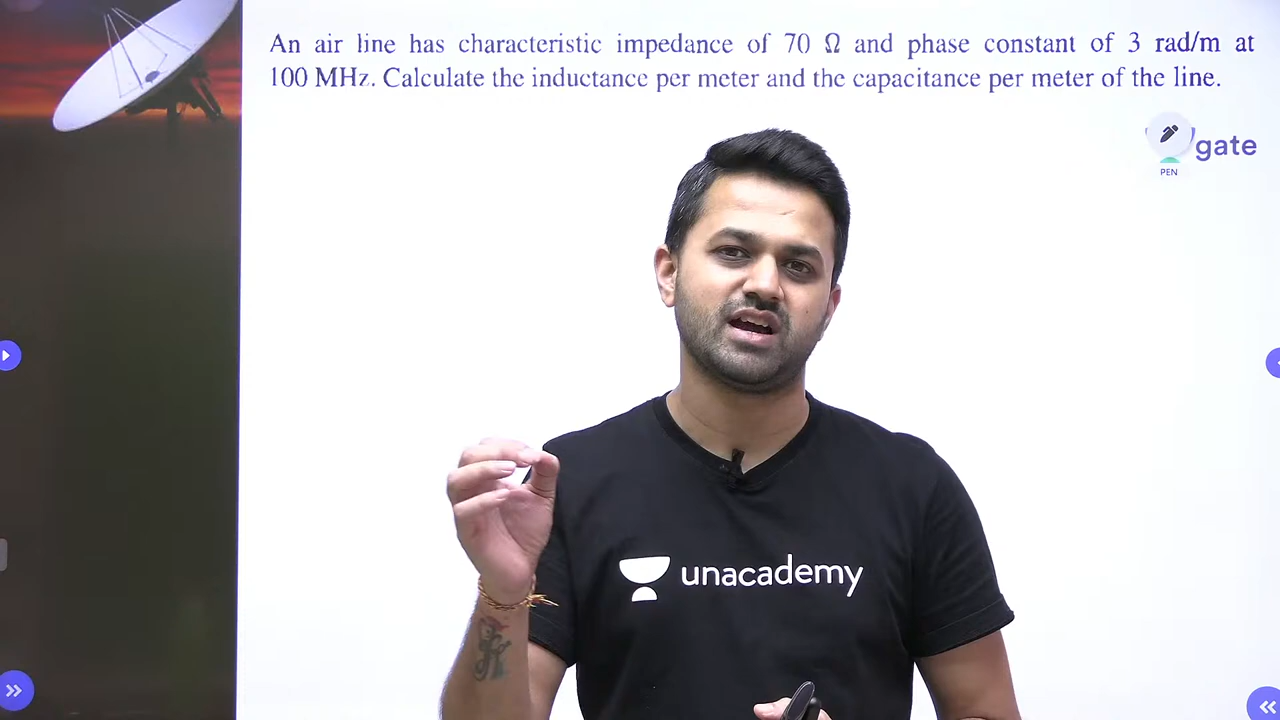 An air line has characteristic impedance of 70 Ω and phase constant of 3 rad/m at
100 MHz. Calculate the inductance per meter and the capacitance per meter of the line.
gate
PEN
unacademy